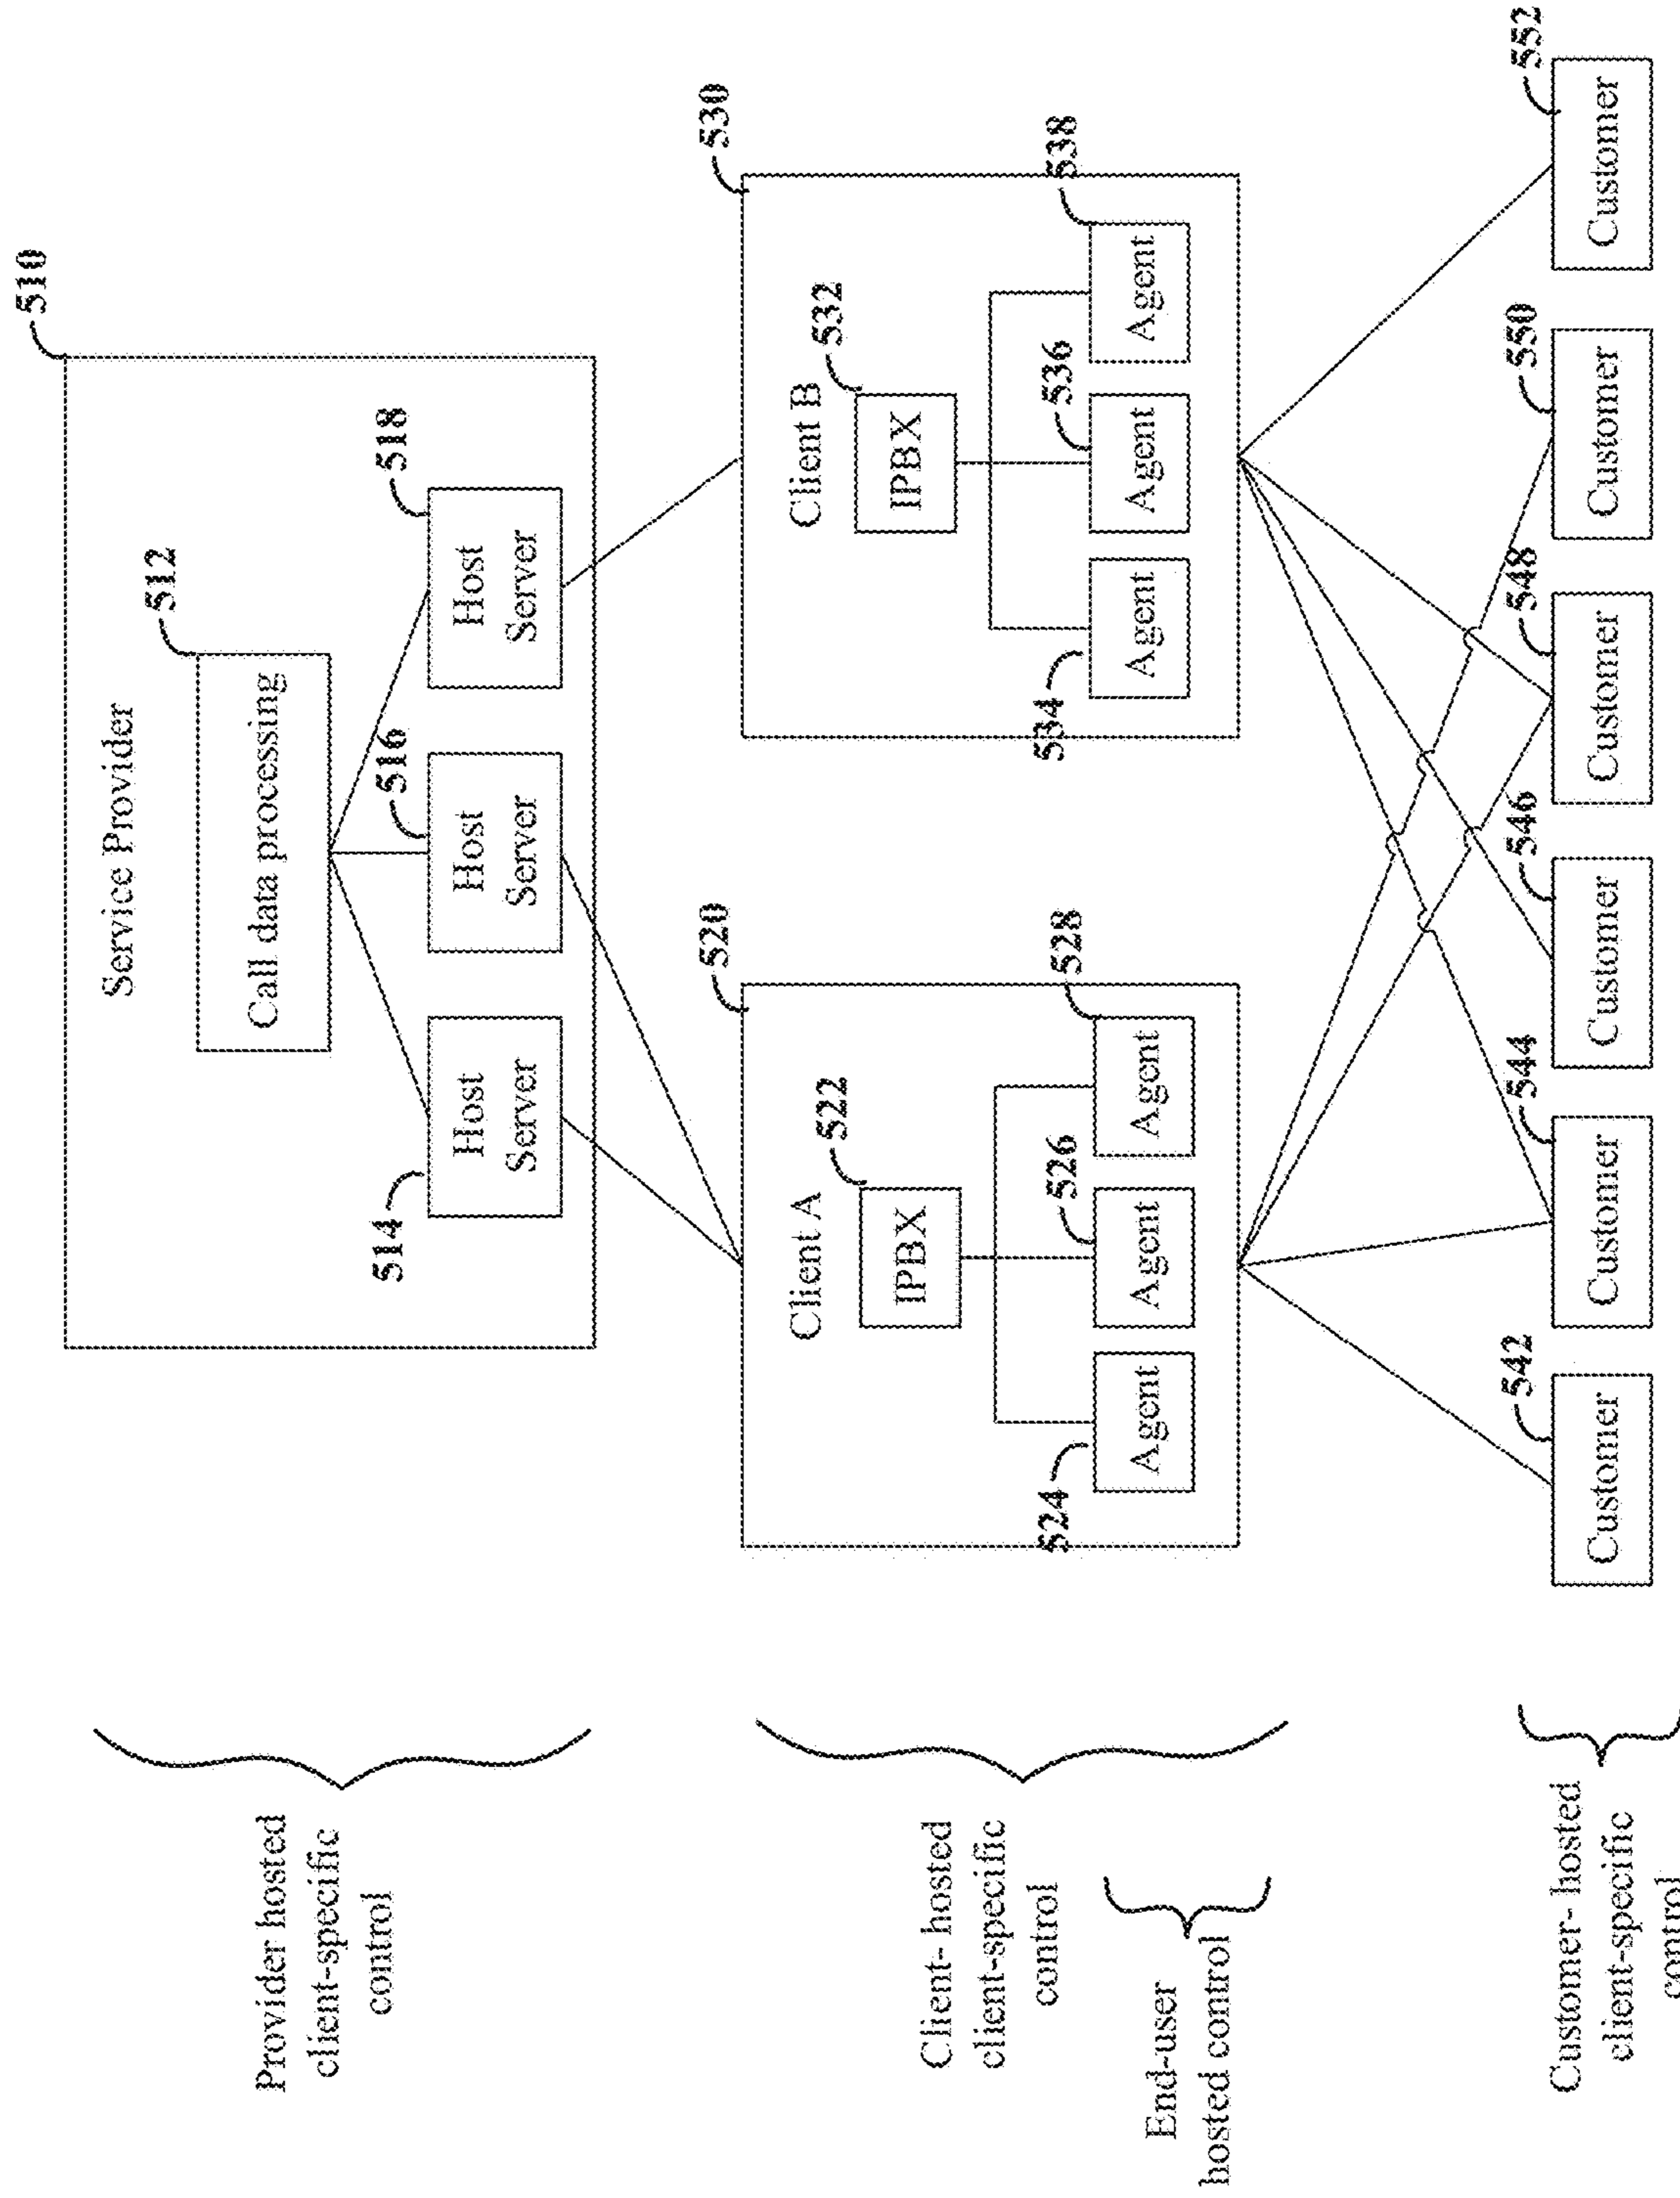 510
Service Provider
512
Call data processing
514
516
518
Host
Server
Host
Server
Host
Server
Provider hosted
client-specific
control
520
530
Client A
Client B
522
IPBX
532
IPBX
524
526
528
Agent
Agent
Agent
534
536
538
Agent
Agent
Agent
Client- hosted
client-specific
control
End-user
hosted control
542
544
546
548
550
552
Customer
Customer
Customer
Customer
Customer
Customer
Customer- hosted
client-specific
control